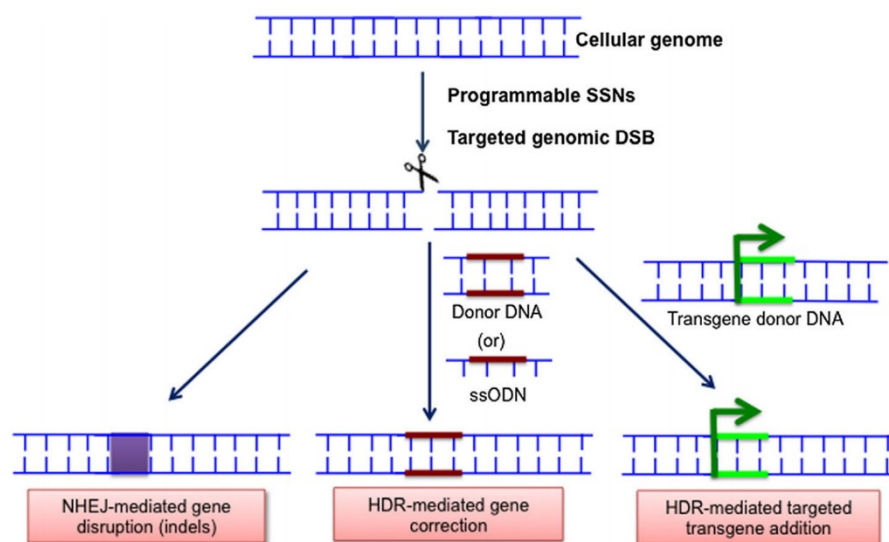 Cellular genome
Programmable SSNs
Targeted genomic DSB
Donor DNA
(or)
ssODN
Transgene donor DNA
NHEJ-mediated gene
disruption (indels)
HDR-mediated gene
correction
HDR-mediated targeted
transgene addition